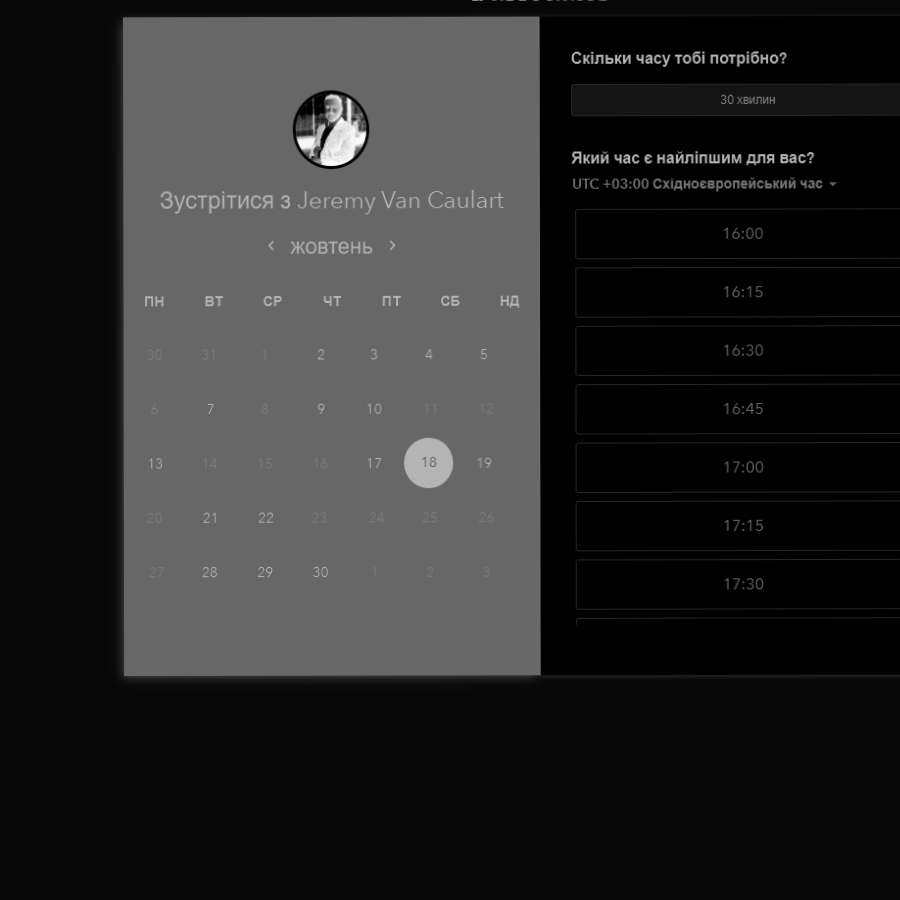 Зустрітися з Jeremy Van Caulart
жовтень
ПН ВТ СР ЧТ ПТ СБ НД
30 31 1 2 3 4 5
6 7 8 9 10 11 12
13 14 15 16 17 18 19
20 21 22 23 24 25 26
27 28 29 30 1 2 3
Скільки часу тобі потрібно?
30 хвилин
Який час є найліпшим для вас?
UTC +03:00 Східноєвропейський час
16:00
16:15
16:30
16:45
17:00
17:15
17:30